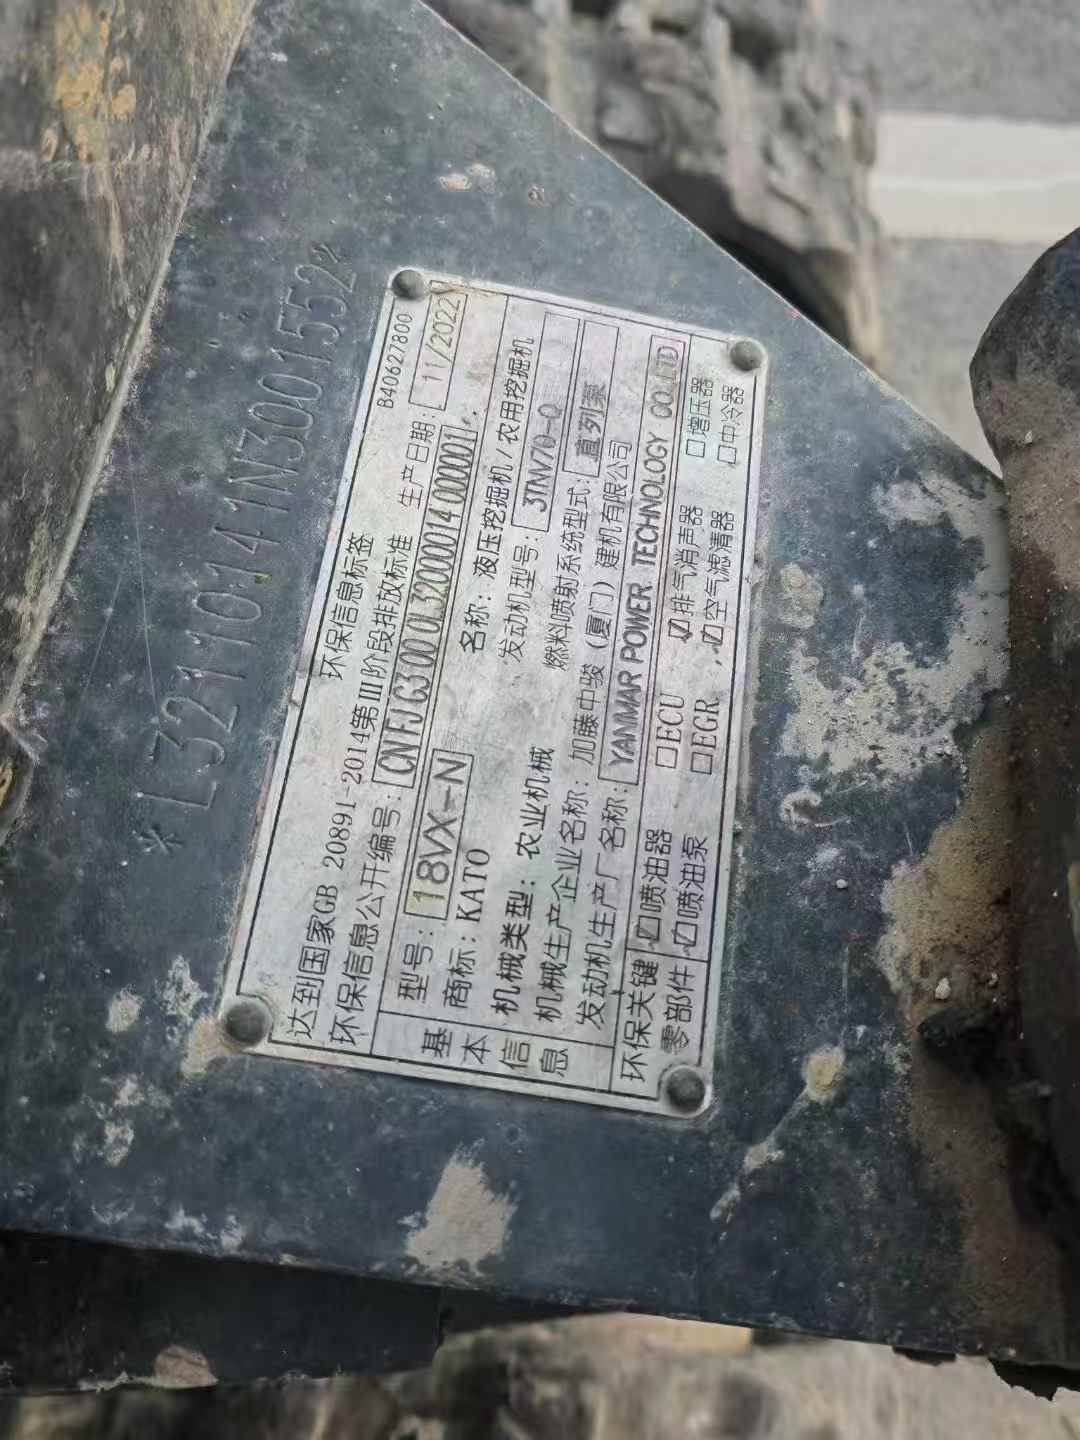 *L32110141N3001552*
B40627800
环保信息标签
达到国家GB 20891-2014第III阶段排放标准 生产日期: 11/2022
环保信息公开编号: CN FJ G3 00 0L32000014 000001
基本信息
型号: 18VX-N 名称: 液压挖掘机/农用挖掘机
商标: KATO 发动机型号: 3TNV70-Q
机械类型: 农业机械 燃料喷射系统型式: 直列泵
机械生产企业名称: 加藤中骏(厦门)建机有限公司
发动机生产厂名称: YANMAR POWER TECHNOLOGY CO.,LTD
环保关键零部件
☑喷油器 □ECU ☑排气消声器 □增压器
☑喷油泵 □EGR ☑空气滤清器 □中冷器